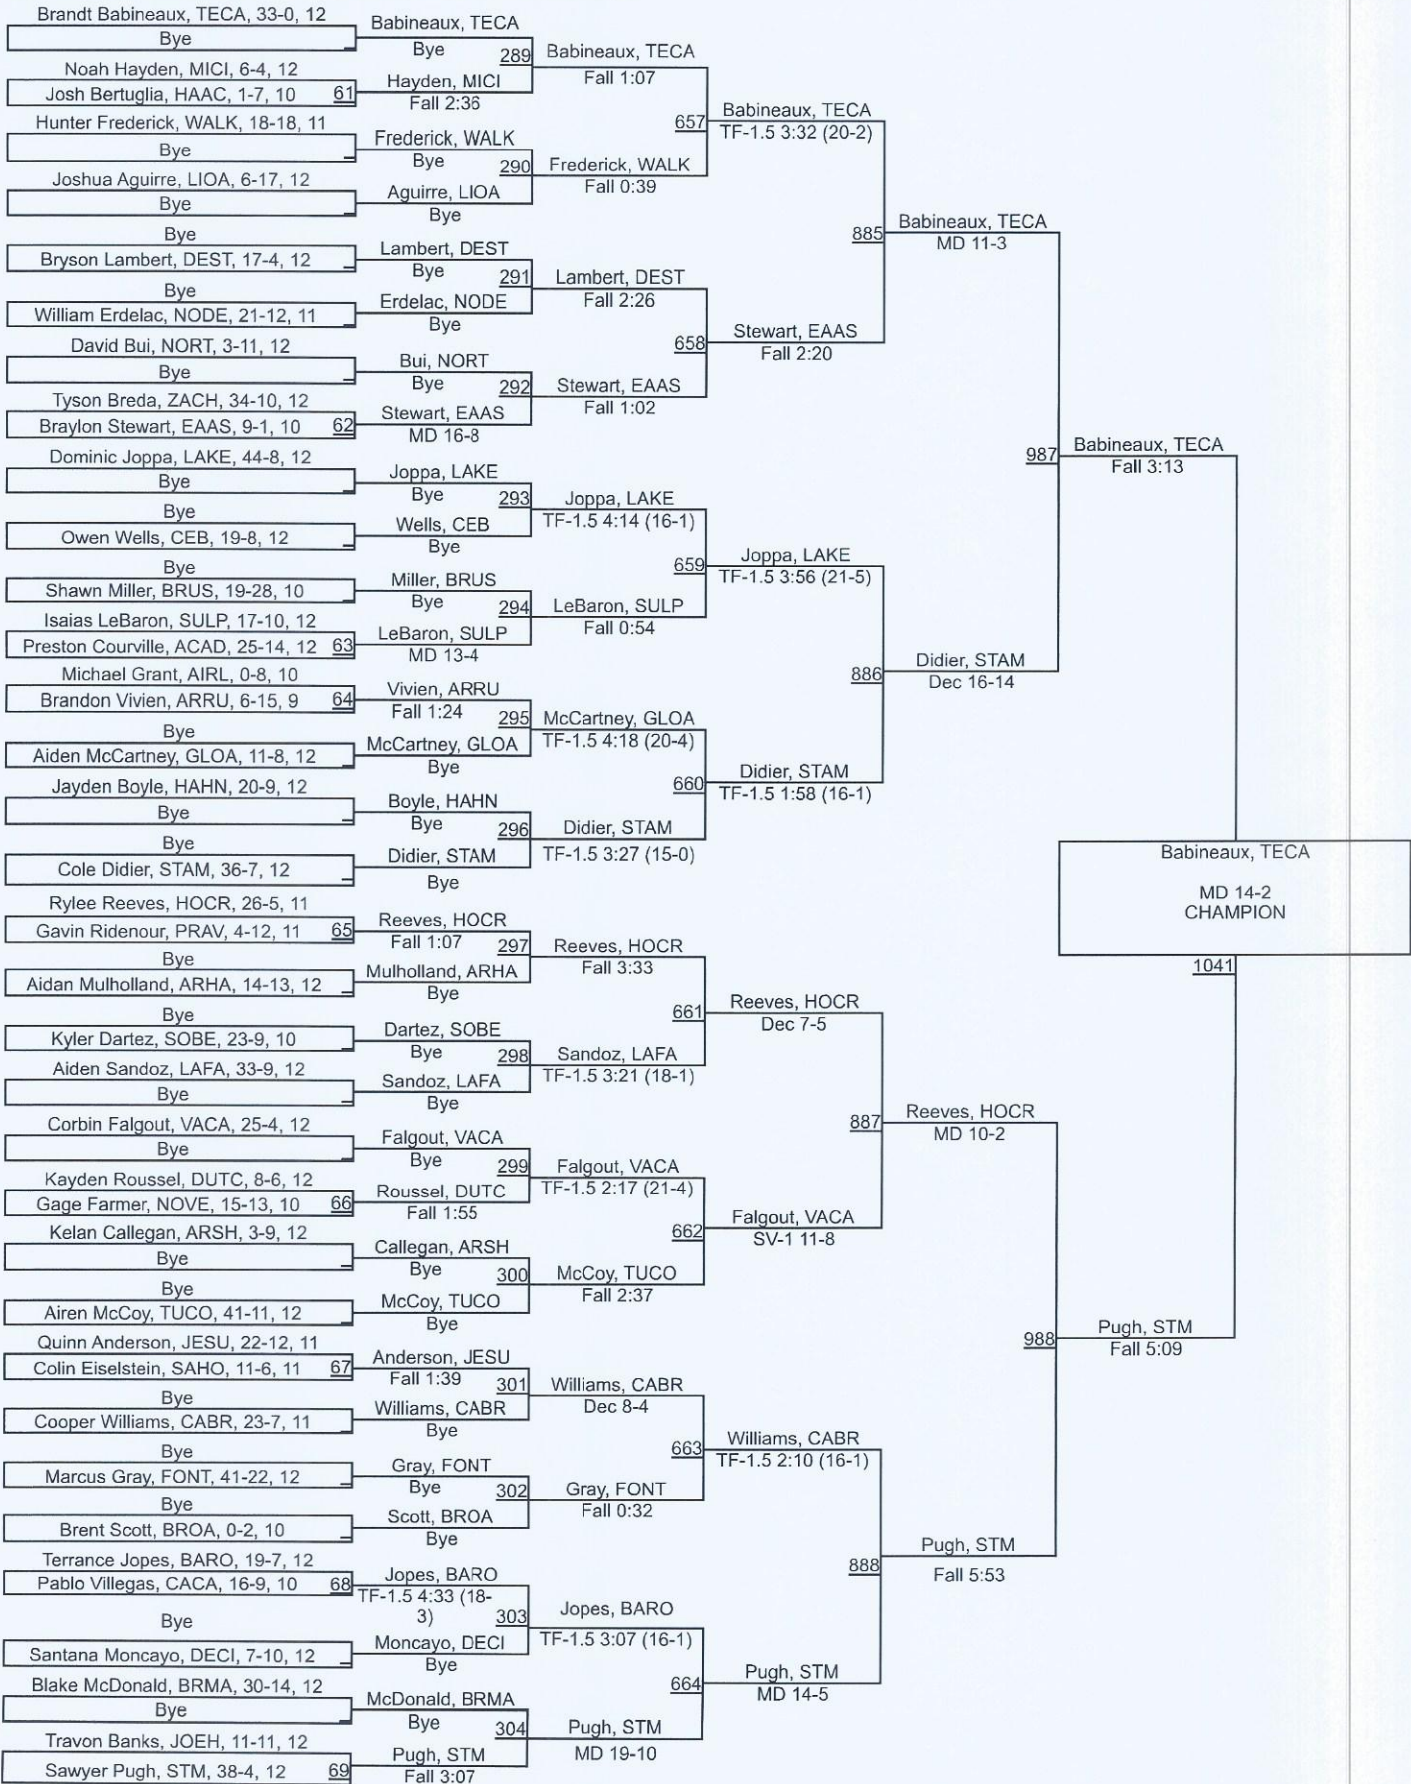 Brandt Babineaux, TECA, 33-0, 12
Bye
Noah Hayden, MICI, 6-4, 12
Josh Bertuglia, HAAC, 1-7, 10 61
Hunter Frederick, WALK, 18-18, 11
Bye
Joshua Aguirre, LIOA, 6-17, 12
Bye
Bye
Bryson Lambert, DEST, 17-4, 12
Bye
William Erdelac, NODE, 21-12, 11
David Bui, NORT, 3-11, 12
Bye
Tyson Breda, ZACH, 34-10, 12
Braylon Stewart, EAAS, 9-1, 10 62
Dominic Joppa, LAKE, 44-8, 12
Bye
Bye
Owen Wells, CEB, 19-8, 12
Bye
Shawn Miller, BRUS, 19-28, 10
Isaias LeBaron, SULP, 17-10, 12
Preston Courville, ACAD, 25-14, 12 63
Michael Grant, AIRL, 0-8, 10
Brandon Vivien, ARRU, 6-15, 9 64
Bye
Aiden McCartney, GLOA, 11-8, 12
Jayden Boyle, HAHN, 20-9, 12
Bye
Bye
Cole Didier, STAM, 36-7, 12
Rylee Reeves, HOCR, 26-5, 11
Gavin Ridenour, PRAV, 4-12, 11 65
Bye
Aidan Mulholland, ARHA, 14-13, 12
Bye
Kyler Dartez, SOBE, 23-9, 10
Aiden Sandoz, LAFA, 33-9, 12
Bye
Corbin Falgout, VACA, 25-4, 12
Bye
Kayden Roussel, DUTC, 8-6, 12
Gage Farmer, NOVE, 15-13, 10 66
Kelan Callegan, ARSH, 3-9, 12
Bye
Bye
Airen McCoy, TUCO, 41-11, 12
Quinn Anderson, JESU, 22-12, 11
Colin Eiselstein, SAHO, 11-6, 11 67
Bye
Cooper Williams, CABR, 23-7, 11
Bye
Marcus Gray, FONT, 41-22, 12
Bye
Brent Scott, BROA, 0-2, 10
Terrance Jopes, BARO, 19-7, 12
Pablo Villegas, CACA, 16-9, 10 68
Bye
Santana Moncayo, DECI, 7-10, 12
Blake McDonald, BRMA, 30-14, 12
Bye
Travon Banks, JOEH, 11-11, 12
Sawyer Pugh, STM, 38-4, 12 69
Babineaux, TECA
Bye
289
Hayden, MICI
Fall 2:36
Frederick, WALK
Bye
290
Aguirre, LIOA
Bye
Lambert, DEST
Bye
291
Erdelac, NODE
Bye
Bui, NORT
Bye
292
Stewart, EAAS
MD 16-8
Joppa, LAKE
Bye
293
Wells, CEB
Bye
Miller, BRUS
Bye
294
LeBaron, SULP
MD 13-4
Vivien, ARRU
Fall 1:24
295
McCartney, GLOA
Bye
Boyle, HAHN
Bye
296
Didier, STAM
Bye
Reeves, HOCR
Fall 1:07
297
Mulholland, ARHA
Bye
Dartez, SOBE
Bye
298
Sandoz, LAFA
Bye
Falgout, VACA
Bye
299
Roussel, DUTC
Fall 1:55
Callegan, ARSH
Bye
300
McCoy, TUCO
Bye
Anderson, JESU
Fall 1:39
301
Williams, CABR
Bye
Gray, FONT
Bye
302
Scott, BROA
Bye
Jopes, BARO
TF-1.5 4:33 (18-
3)
303
Moncayo, DECI
Bye
McDonald, BRMA
Bye
304
Pugh, STM
Fall 3:07
Babineaux, TECA
Fall 1:07
657
Frederick, WALK
Fall 0:39
Lambert, DEST
Fall 2:26
658
Stewart, EAAS
Fall 1:02
Joppa, LAKE
TF-1.5 4:14 (16-1)
659
LeBaron, SULP
Fall 0:54
McCartney, GLOA
TF-1.5 4:18 (20-4)
660
Didier, STAM
TF-1.5 3:27 (15-0)
Reeves, HOCR
Fall 3:33
661
Sandoz, LAFA
TF-1.5 3:21 (18-1)
Falgout, VACA
TF-1.5 2:17 (21-4)
662
McCoy, TUCO
Fall 2:37
Williams, CABR
Dec 8-4
663
Gray, FONT
Fall 0:32
Jopes, BARO
TF-1.5 3:07 (16-1)
664
Pugh, STM
MD 19-10
Babineaux, TECA
TF-1.5 3:32 (20-2)
885
Stewart, EAAS
Fall 2:20
Joppa, LAKE
TF-1.5 3:56 (21-5)
886
Didier, STAM
TF-1.5 1:58 (16-1)
Reeves, HOCR
Dec 7-5
887
Falgout, VACA
SV-1 11-8
Williams, CABR
TF-1.5 2:10 (16-1)
888
Pugh, STM
MD 14-5
Babineaux, TECA
MD 11-3
987
Didier, STAM
Dec 16-14
Reeves, HOCR
MD 10-2
988
Pugh, STM
Fall 5:53
Babineaux, TECA
Fall 3:13
Pugh, STM
Fall 5:09
Babineaux, TECA
MD 14-2
CHAMPION
1041